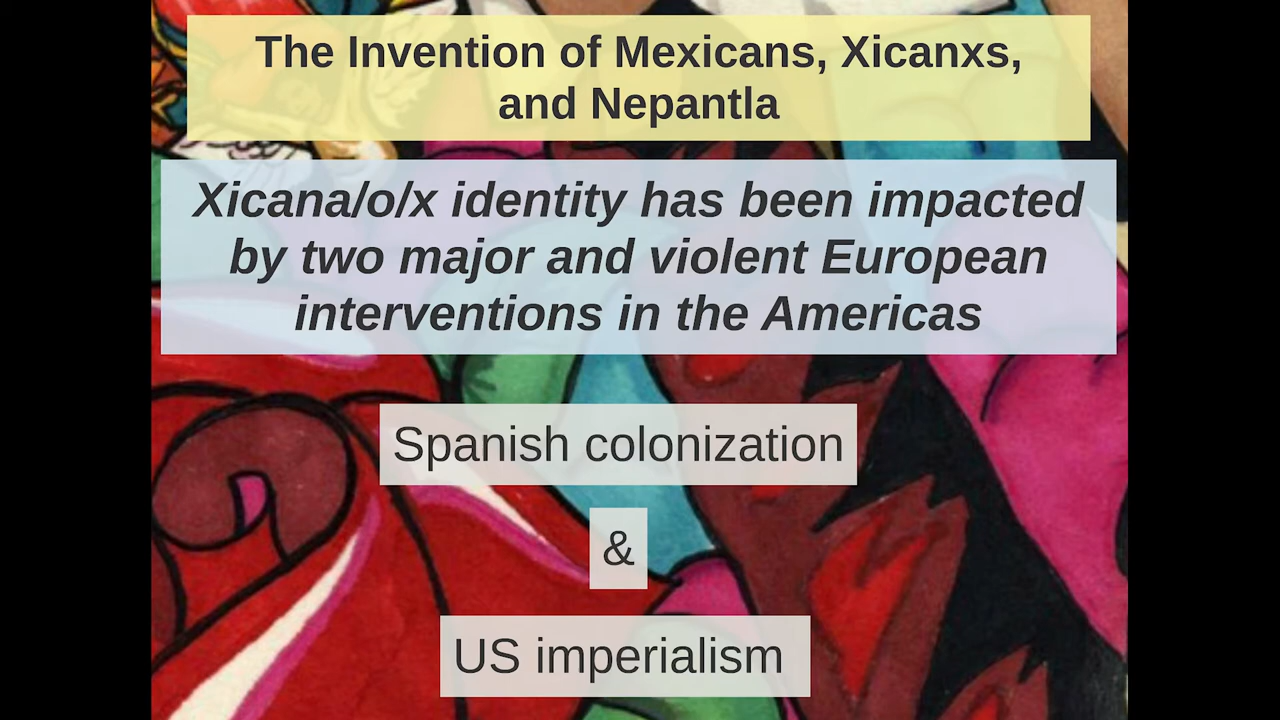 The Invention of Mexicans, Xicanxs,
and Nepantla
Xicana/o/x identity has been impacted
by two major and violent European
interventions in the Americas
Spanish colonization
&
US imperialism